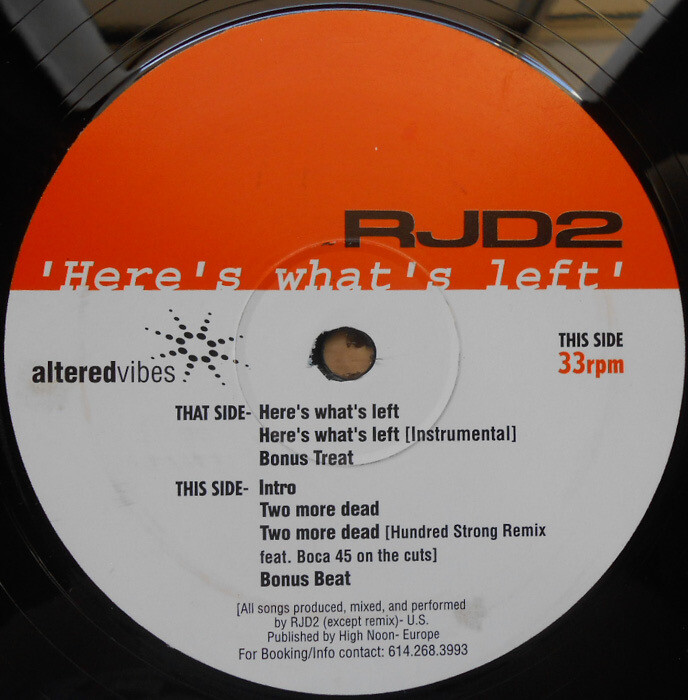 RJD2
'Here's what's left'
THIS SIDE
33rpm
alteredvibes
THAT SIDE- Here's what's left
Here's what's left [Instrumental]
Bonus Treat
THIS SIDE- Intro
Two more dead
Two more dead [Hundred Strong Remix
feat. Boca 45 on the cuts]
Bonus Beat
[All songs produced, mixed, and performed
by RJD2 (except remix)- U.S.
Published by High Noon- Europe
For Booking/Info contact: 614.268.3993